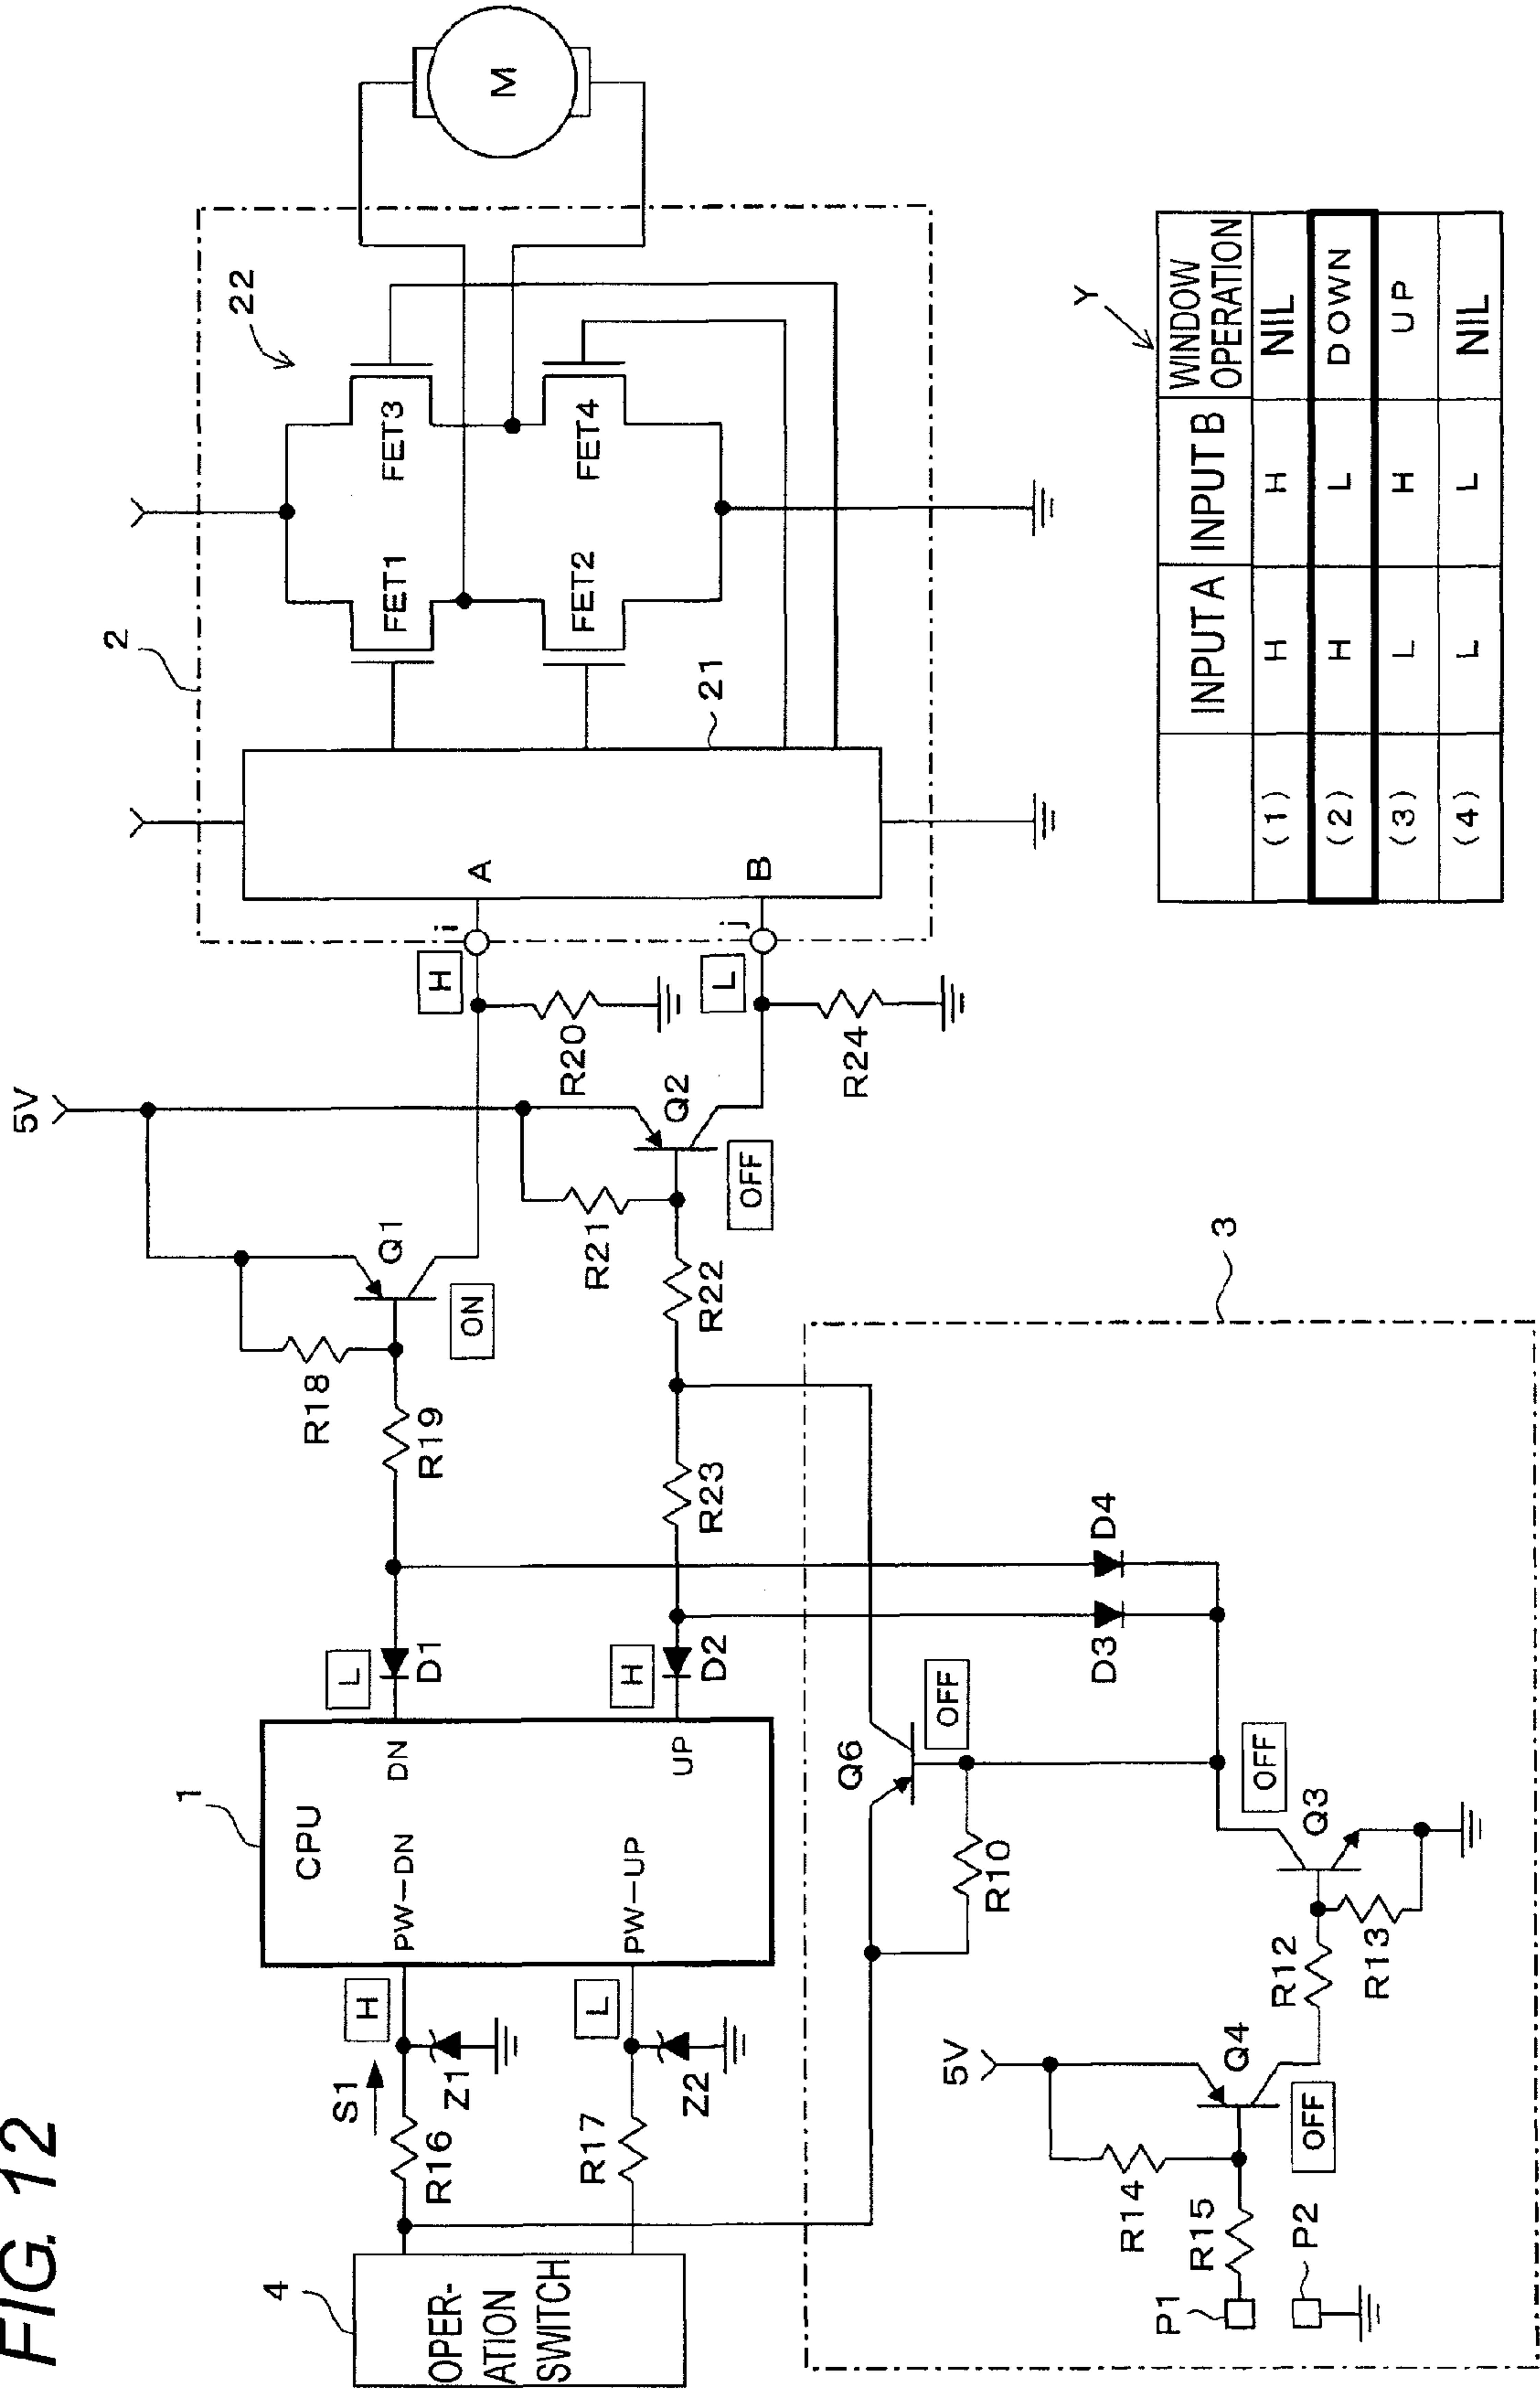 FIG. 12
4
OPER-
ATION
SWITCH
S1
R16
R17
Z1
Z2
H
L
1
CPU
PW-DN
PW-UP
DN
UP
L
H
D1
D2
R18
R19
R23
R22
R21
Q1
ON
Q2
OFF
5V
R20
R24
H
L
i
j
2
A
B
21
22
FET1
FET2
FET3
FET4
M
3
Q6
OFF
R10
D3
D4
OFF
Q3
R12
R13
5V
Q4
OFF
R14
R15
P1
P2
Y
INPUT A INPUT B WINDOW OPERATION
(1) H H NIL
(2) H L DOWN
(3) L H UP
(4) L L NIL